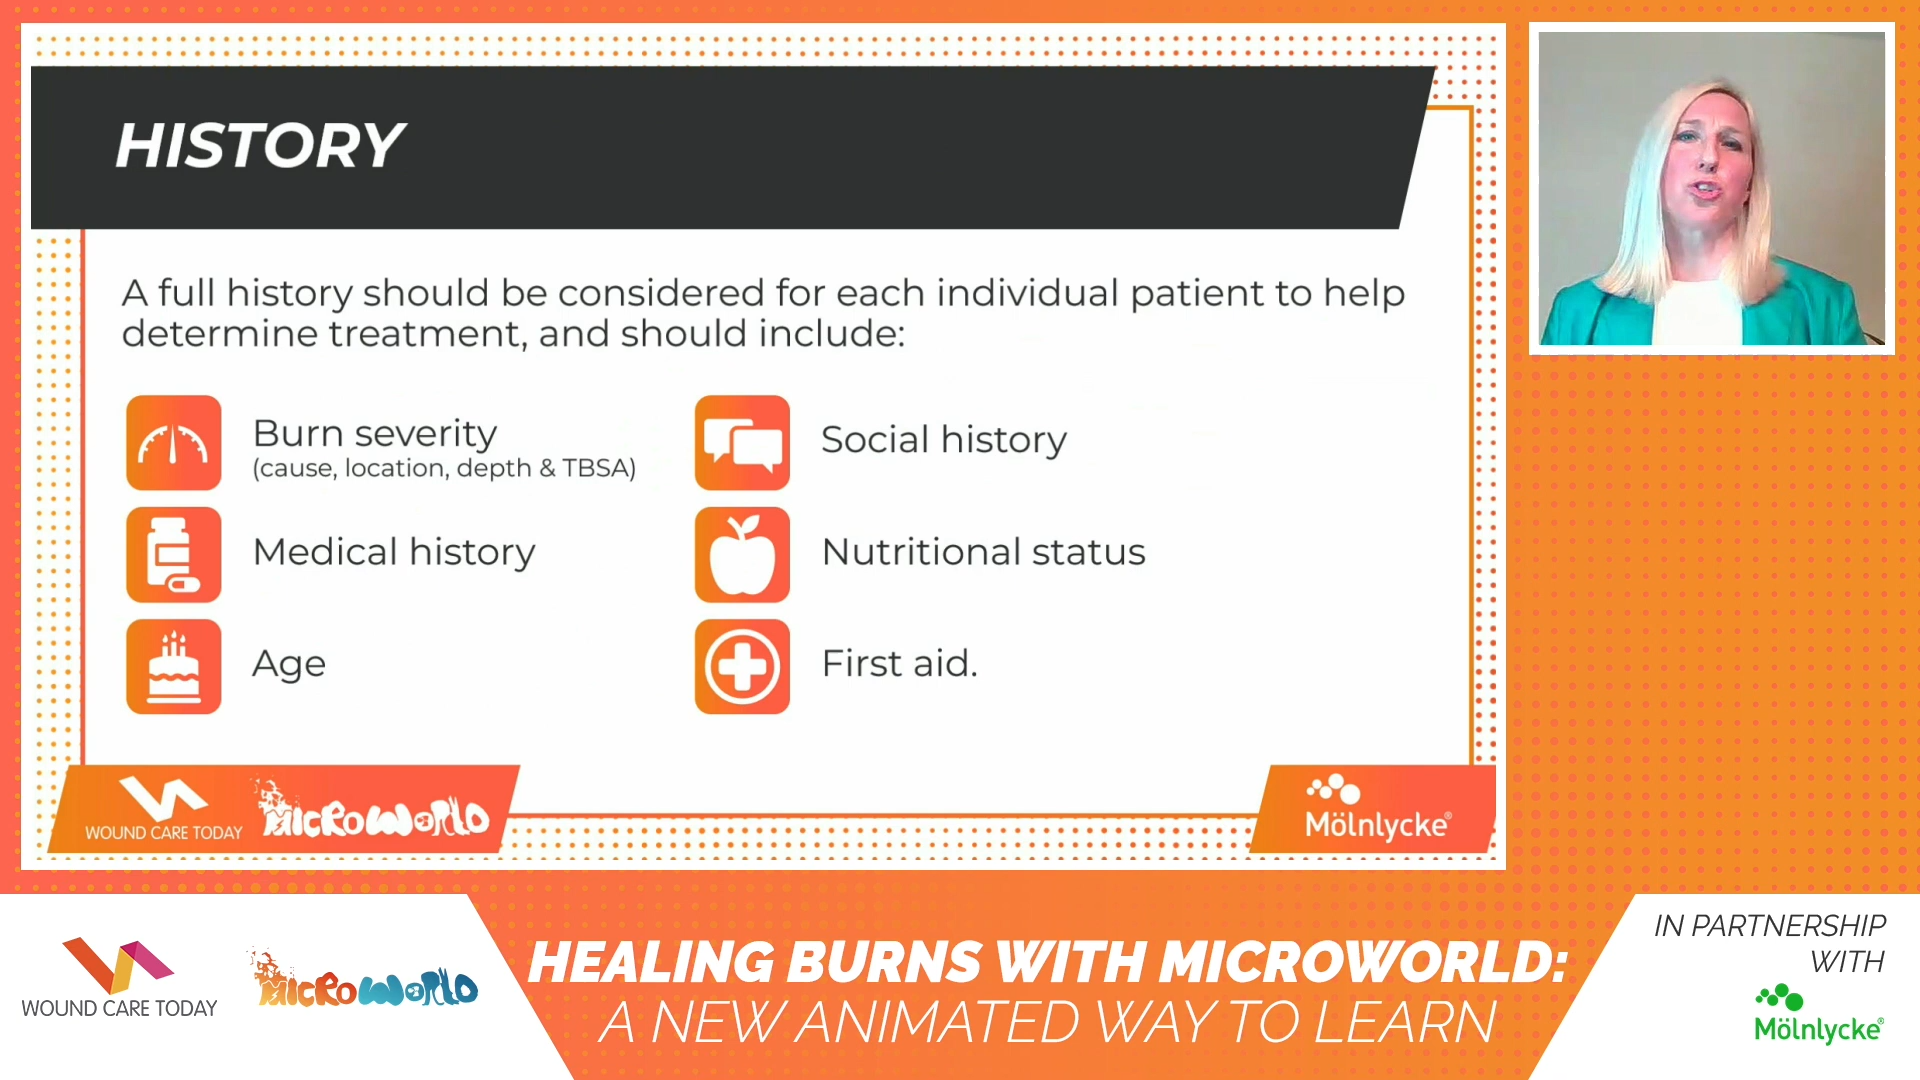 HISTORY
A full history should be considered for each individual patient to help
determine treatment, and should include:
Burn severity
(cause, location, depth & TBSA)
Medical history
Age
Social history
Nutritional status
First aid.
WOUND CARE TODAY
MICROWORLD
Mölnlycke®
WOUND CARE TODAY
MICROWORLD
HEALING BURNS WITH MICROWORLD:
A NEW ANIMATED WAY TO LEARN
IN PARTNERSHIP
WITH
Mölnlycke®